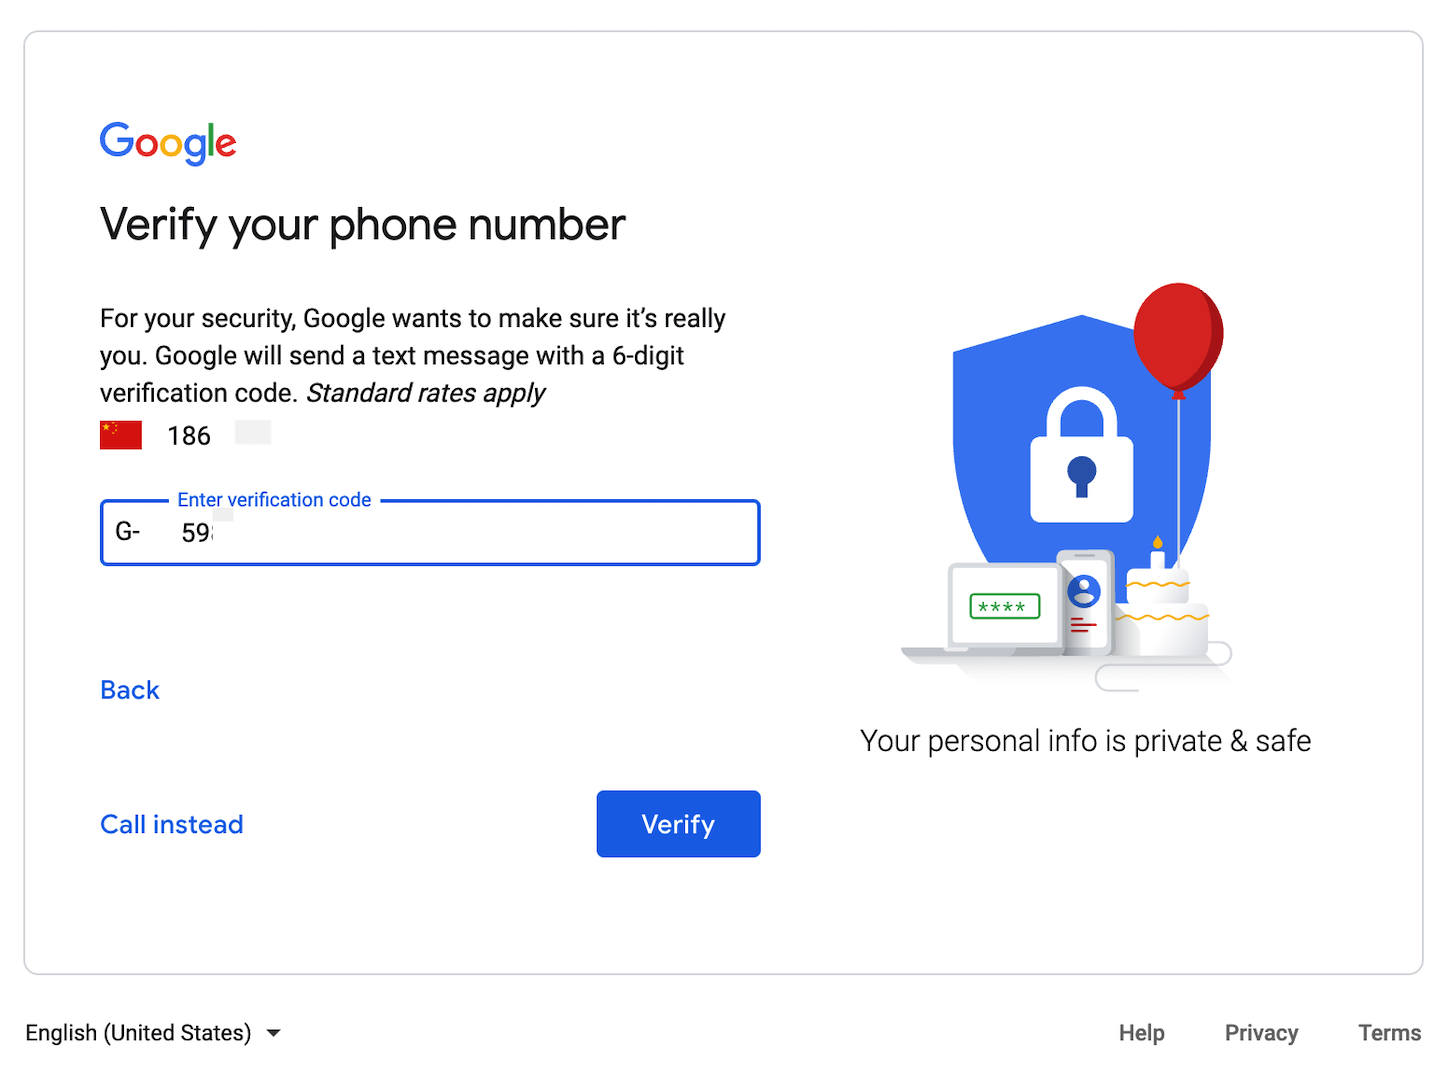 Google
Verify your phone number
For your security, Google wants to make sure it’s really
you. Google will send a text message with a 6-digit
verification code. Standard rates apply
186
Enter verification code
G- 59
Back
Call instead
Verify
****
Your personal info is private & safe
English (United States)
Help Privacy Terms